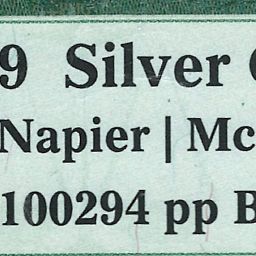 9 Silver
Napier | Mc
100294 pp B